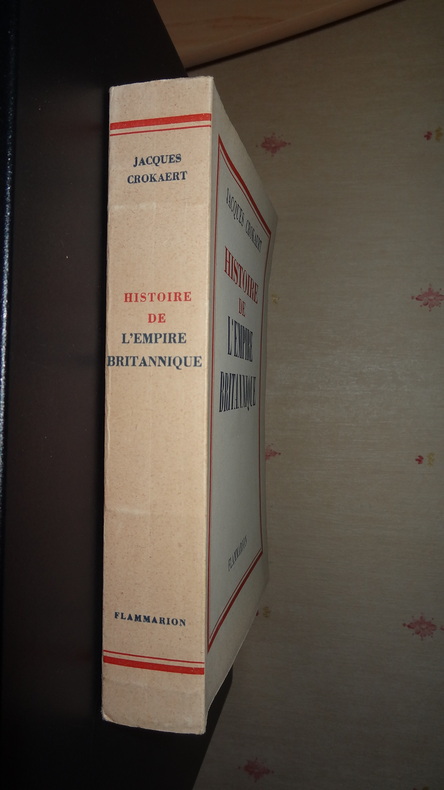 JACQUES
CROKAERT
HISTOIRE
DE
L'EMPIRE
BRITANNIQUE
FLAMMARION
JACQUES CROKAERT
HISTOIRE
DE
L'EMPIRE
BRITANNIQUE
FLAMMARION